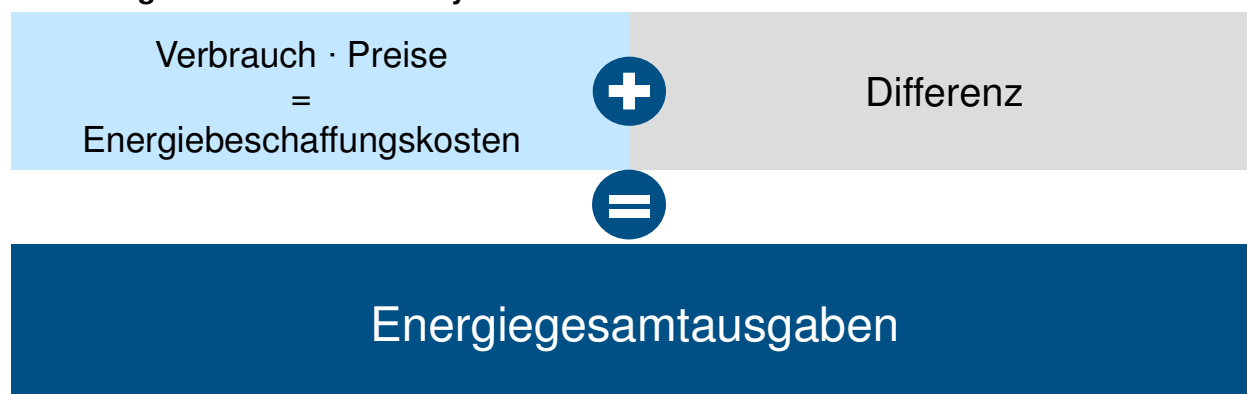 Verbrauch · Preise
=
Energiebeschaffungskosten
+
Differenz
=
Energiegesamtausgaben